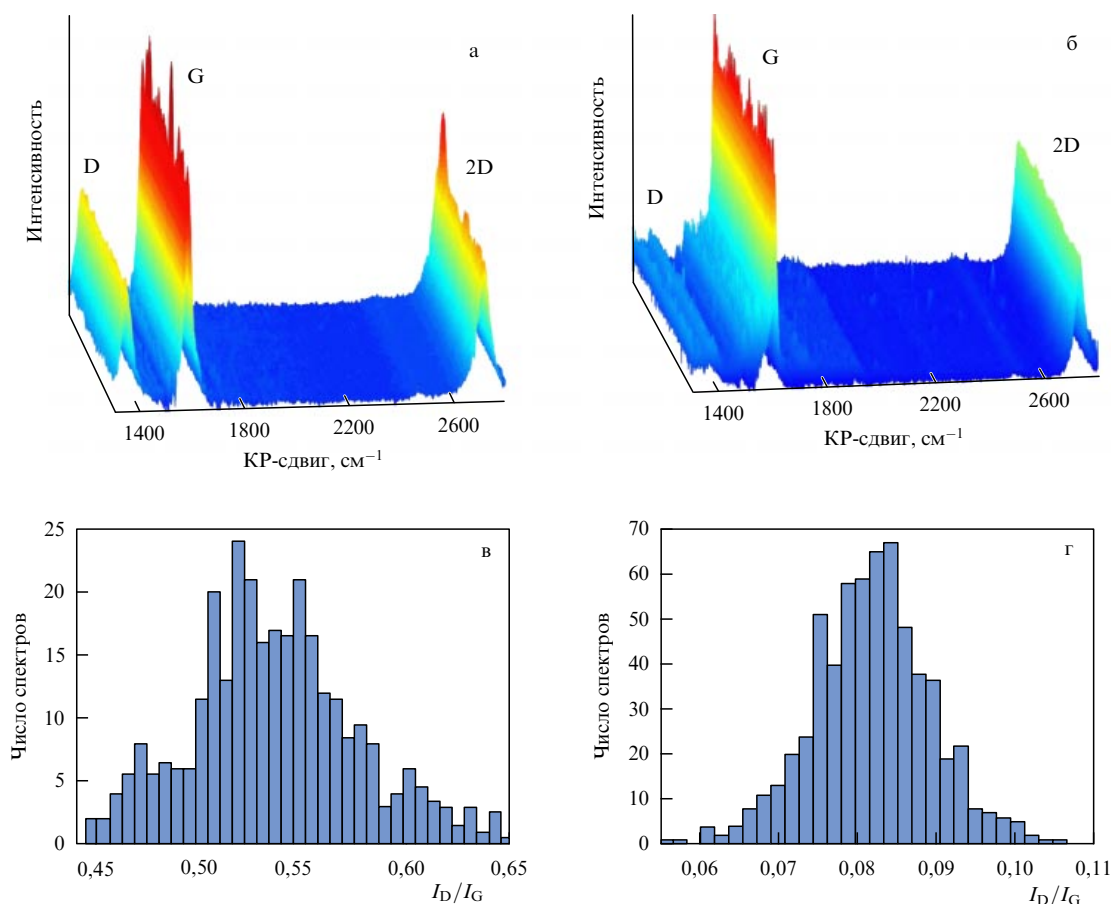 а
Интенсивность
D
G
2D
1400
1800
2200
2600
КР-сдвиг, см⁻¹
б
Интенсивность
D
G
2D
1400
1800
2200
2600
КР-сдвиг, см⁻¹
в
Число спектров
25
20
15
10
5
0
0,45 0,50 0,55 0,60 0,65
I_D/I_G
г
Число спектров
70
60
50
40
30
20
10
0
0,06 0,07 0,08 0,09 0,10 0,11
I_D/I_G